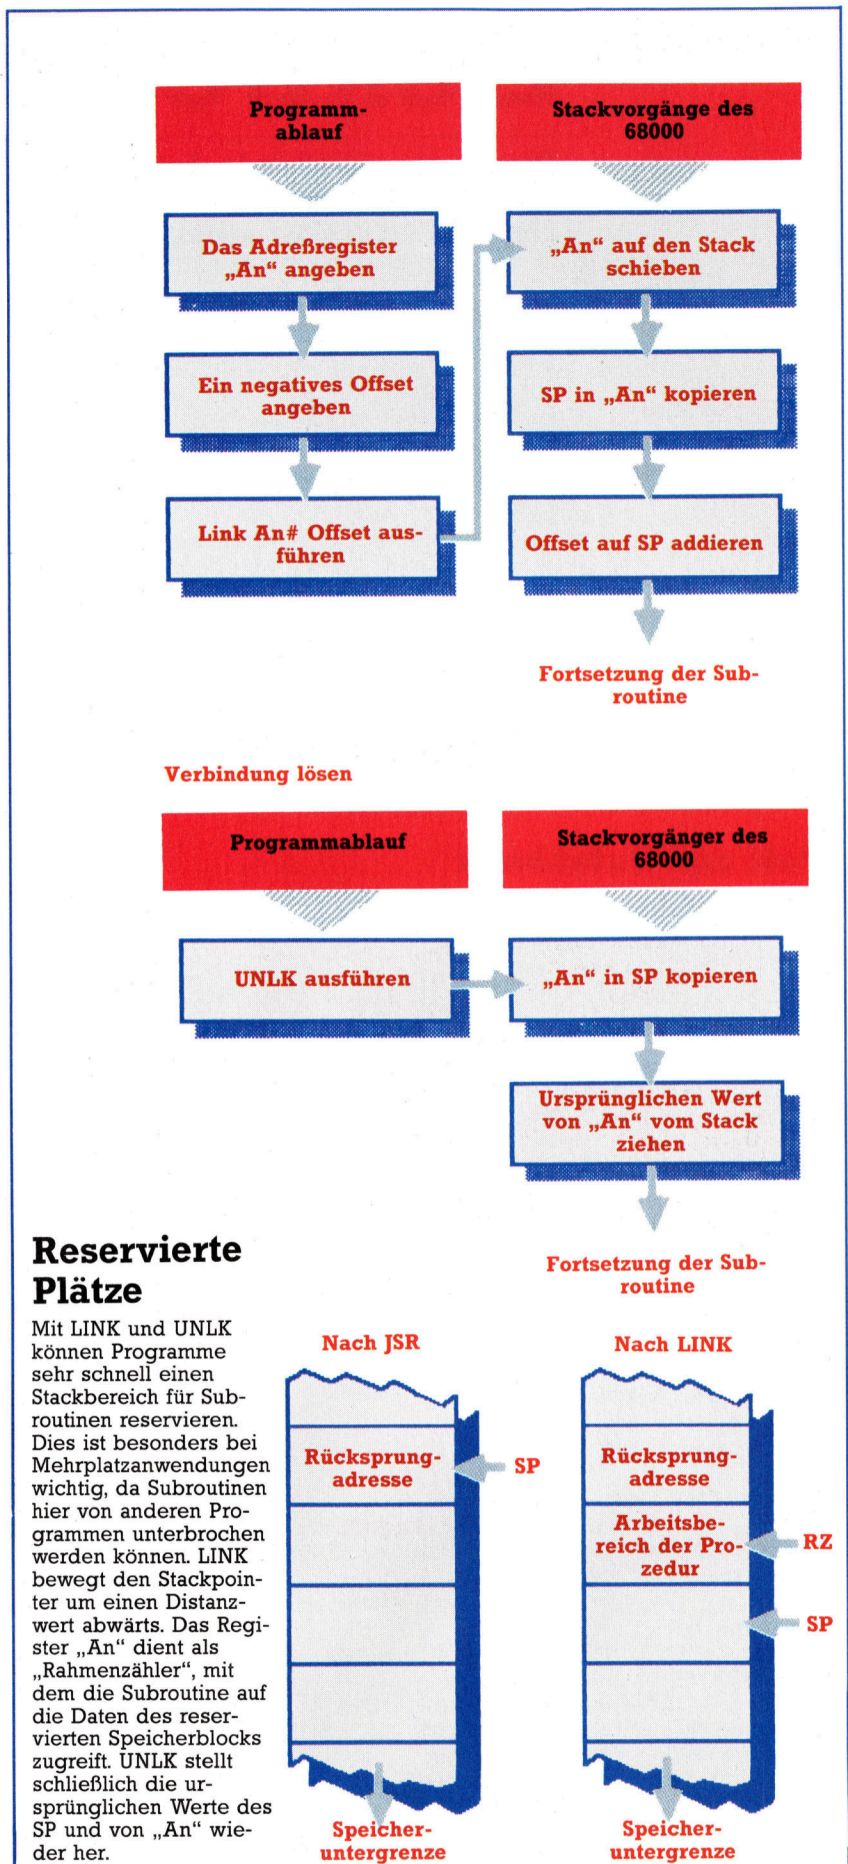 Programm-
ablauf
Stackvorgänge des
68000
Das Adreßregister
„An“ angeben
„An“ auf den Stack
schieben
Ein negatives Offset
angeben
SP in „An“ kopieren
Link An# Offset aus-
führen
Offset auf SP addieren
Fortsetzung der Sub-
routine
Verbindung lösen
Programmablauf
Stackvorgänger des
68000
UNLK ausführen
„An“ in SP kopieren
Ursprünglichen Wert
von „An“ vom Stack
ziehen
Fortsetzung der Sub-
routine
Reservierte
Plätze
Mit LINK und UNLK
können Programme
sehr schnell einen
Stackbereich für Sub-
routinen reservieren.
Dies ist besonders bei
Mehrplatzanwendungen
wichtig, da Subroutinen
hier von anderen Pro-
grammen unterbrochen
werden können. LINK
bewegt den Stackpoin-
ter um einen Distanz-
wert abwärts. Das Regi-
ster „An“ dient als
„Rahmenzähler“, mit
dem die Subroutine auf
die Daten des reser-
vierten Speicherblocks
zugreift. UNLK stellt
schließlich die ur-
sprünglichen Werte des
SP und von „An“ wie-
der her.
Nach JSR
Rücksprung-
adresse
SP
Speicher-
untergrenze
Nach LINK
Rücksprung-
adresse
Arbeitsbe-
reich der Pro-
zedur
RZ
SP
Speicher-
untergrenze